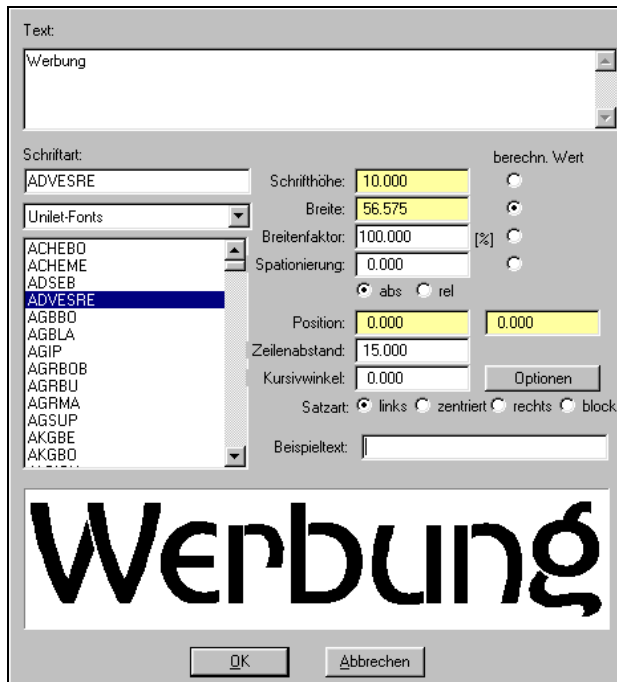 Text:
Werbung
Schriftart:
berechn. Wert
ADVESRE
Schrifthöhe: 10.000
Unilet-Fonts
Breite: 56.575
Breitenfaktor: 100.000 [%]
Spationierung: 0.000
abs rel
ACHEBO
ACHEME
ADSEB
ADVESRE
AGBBO
AGBLA
AGIP
AGRBOB
AGRBU
AGRMA
AGSUP
AKGBE
AKGBO
Position: 0.000 0.000
Zeilenabstand: 15.000
Kursivwinkel: 0.000 Optionen
Satzart: links zentriert rechts block
Beispieltext:
Werbung
OK Abbrechen